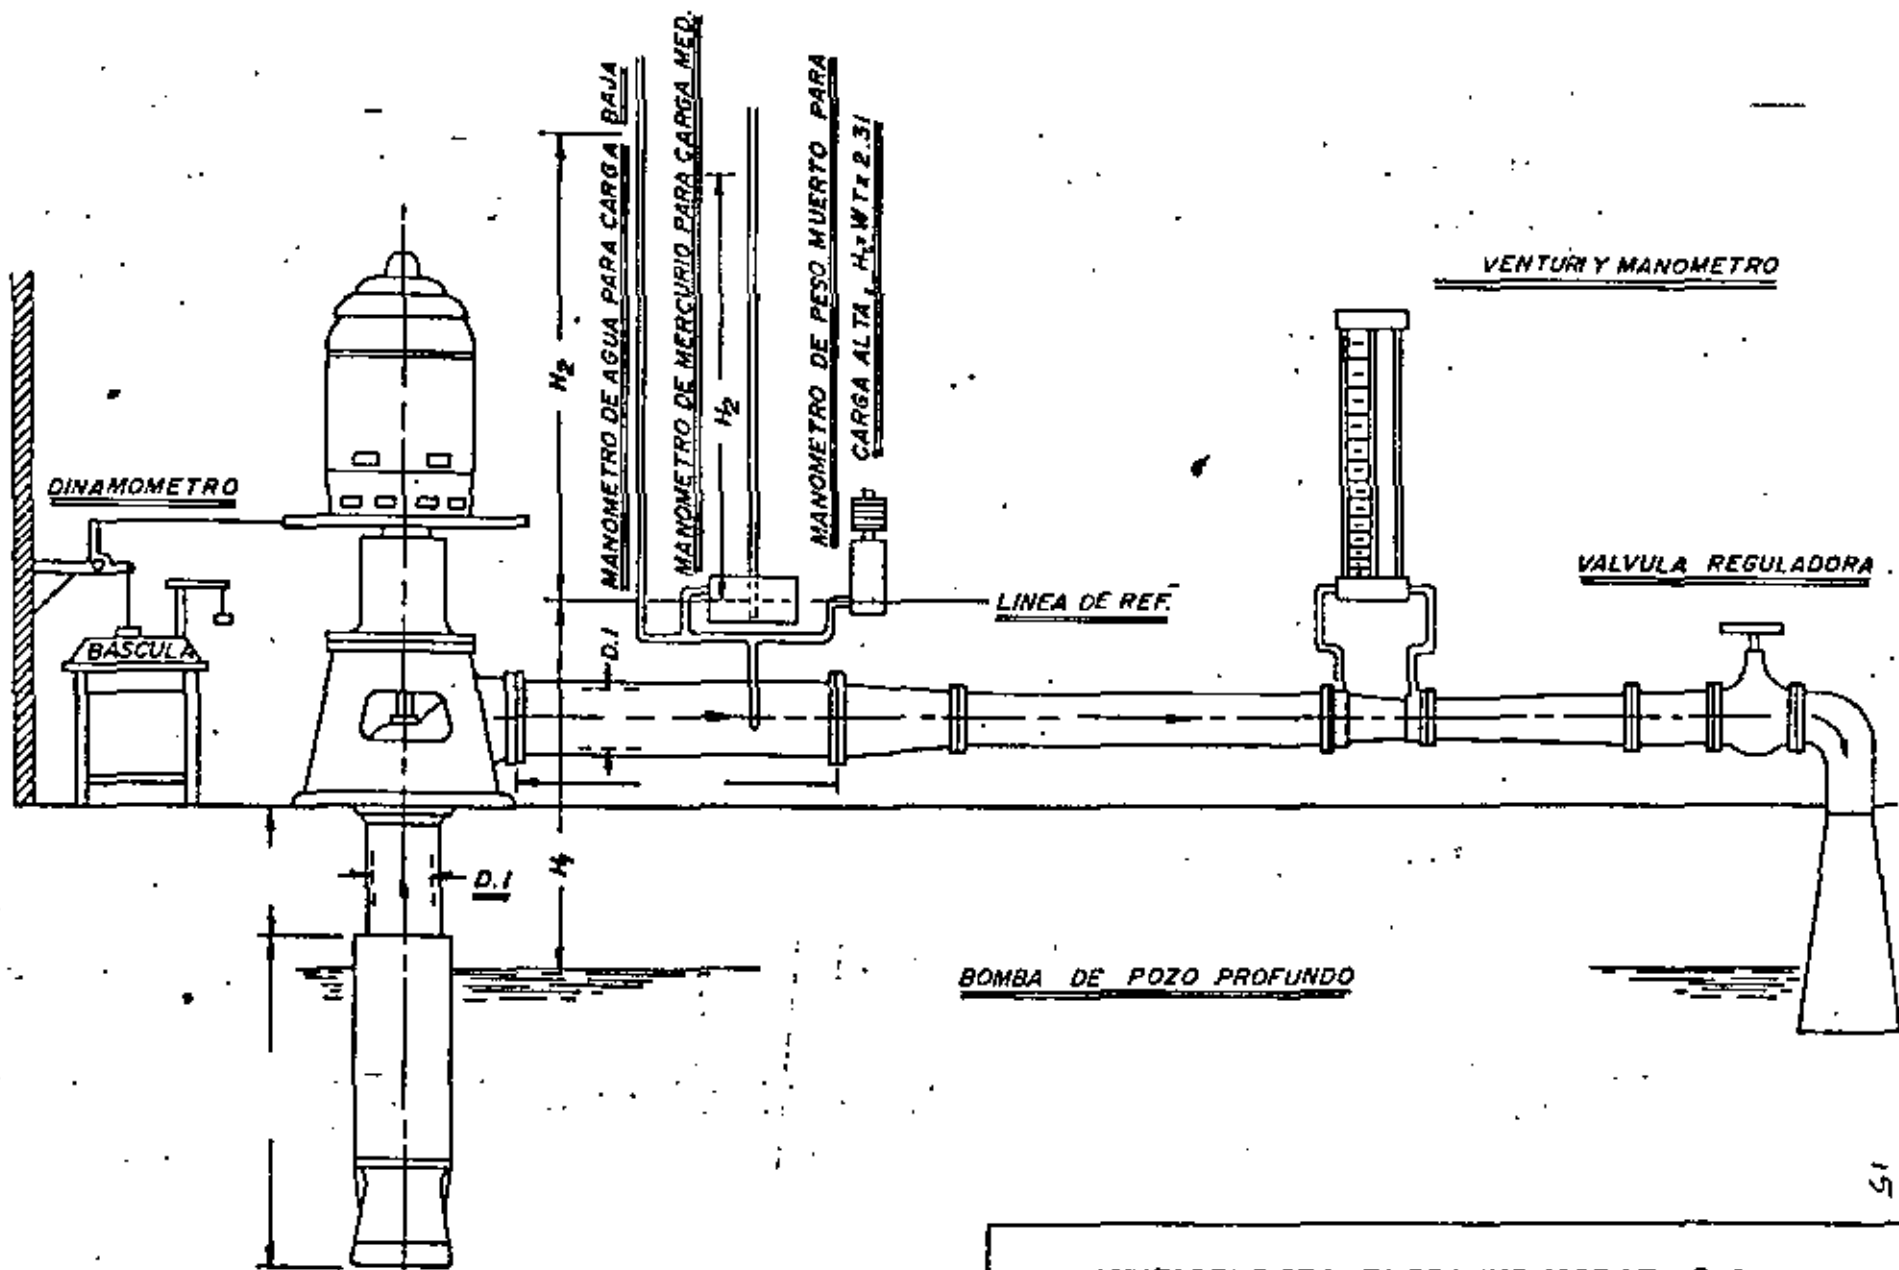 MANOMETRO DE AGUA PARA CARGA BAJA
MANOMETRO DE MERCURIO PARA CARGA MED.
MANOMETRO DE PESO MUERTO PARA
CARGA ALTA, H2=WT x 2.31
H2
H2
VENTURI Y MANOMETRO
DINAMOMETRO
VALVULA REGULADORA
LINEA DE REF.
BASCULA
D.I
H1
D.I
BOMBA DE POZO PROFUNDO
15